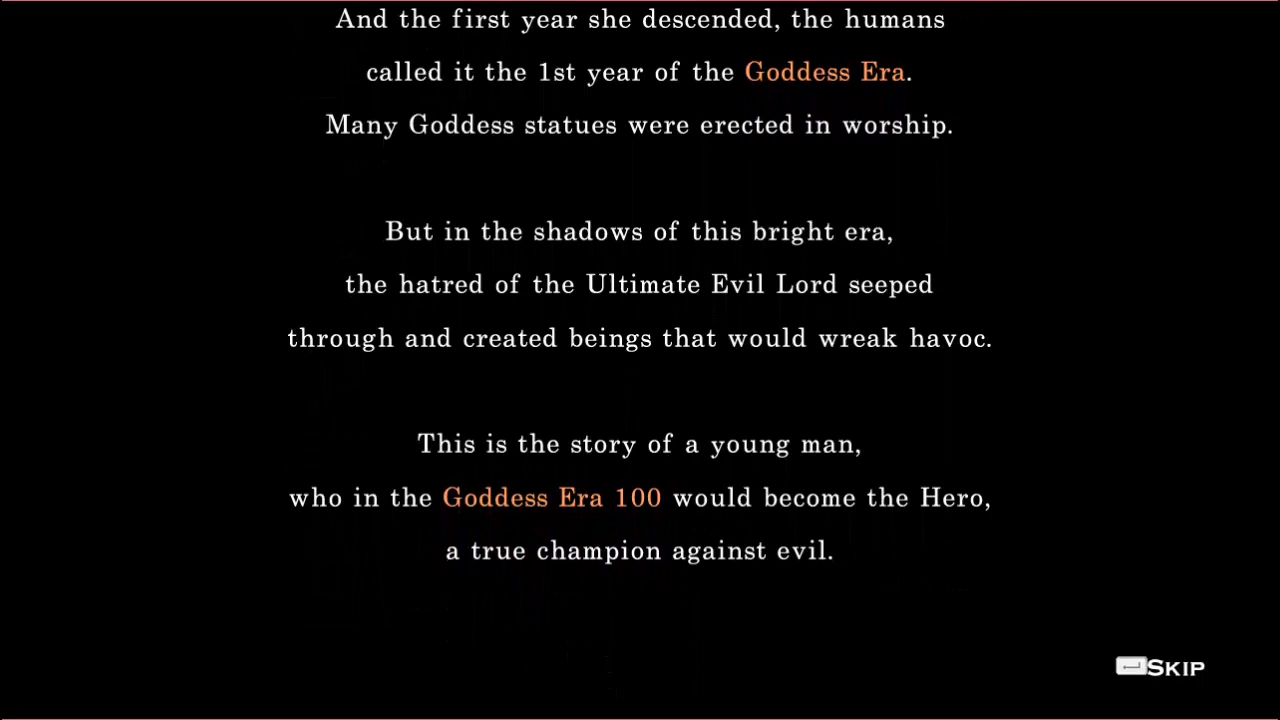 And the first year she descended, the humans
called it the 1st year of the Goddess Era.
Many Goddess statues were erected in worship.
But in the shadows of this bright era,
the hatred of the Ultimate Evil Lord seeped
through and created beings that would wreak havoc.
This is the story of a young man,
who in the Goddess Era 100 would become the Hero,
a true champion against evil.
SKIP